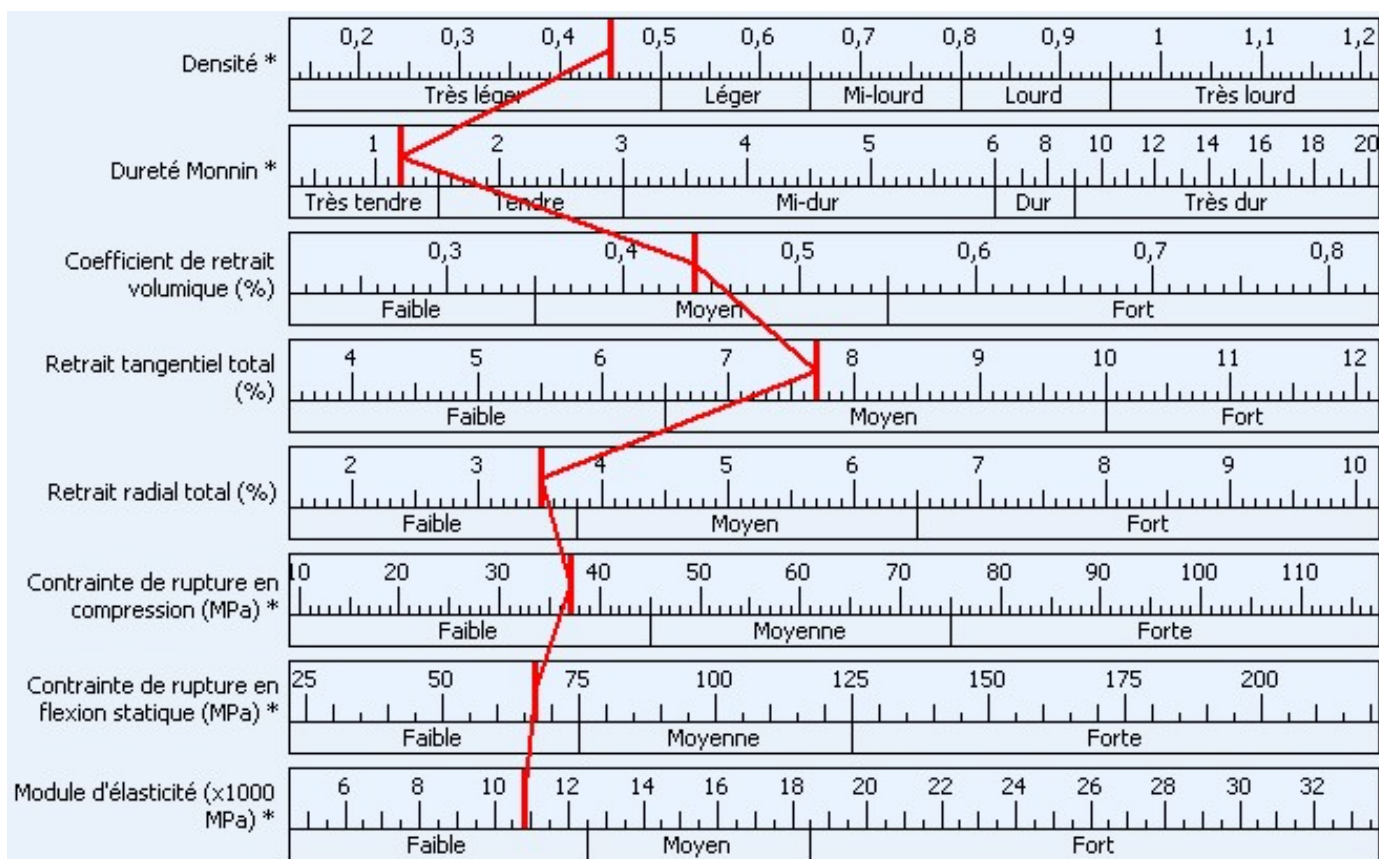 0,2 0,3 0,4 0,5 0,6 0,7 0,8 0,9 1 1,1 1,2
Densité *
Très léger Léger Mi-lourd Lourd Très lourd
1 2 3 4 5 6 8 10 12 14 16 18 20
Dureté Monnin *
Très tendre Tendre Mi-dur Dur Très dur
0,3 0,4 0,5 0,6 0,7 0,8
Coefficient de retrait
volumique (%)
Faible Moyen Fort
4 5 6 7 8 9 10 11 12
Retrait tangentiel total
(%)
Faible Moyen Fort
2 3 4 5 6 7 8 9 10
Retrait radial total (%)
Faible Moyen Fort
10 20 30 40 50 60 70 80 90 100 110
Contrainte de rupture en
compression (MPa) *
Faible Moyenne Forte
25 50 75 100 125 150 175 200
Contrainte de rupture en
flexion statique (MPa) *
Faible Moyenne Forte
6 8 10 12 14 16 18 20 22 24 26 28 30 32
Module d'élasticité (x1000
MPa) *
Faible Moyen Fort